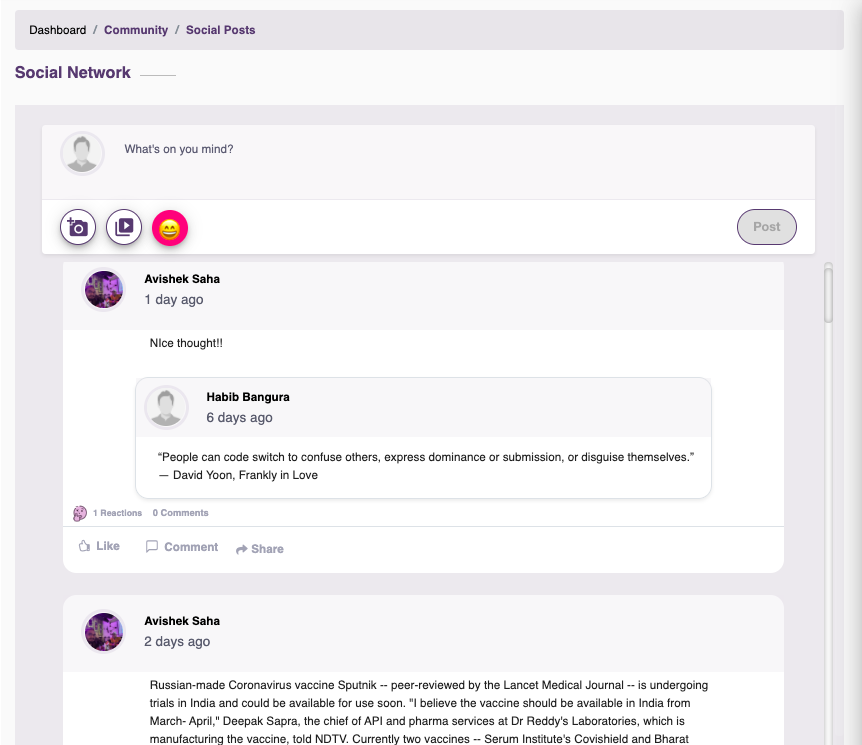 Dashboard / Community / Social Posts
Social Network
What's on you mind?
Post
Avishek Saha
1 day ago
NIce thought!!
Habib Bangura
6 days ago
“People can code switch to confuse others, express dominance or submission, or disguise themselves.”
— David Yoon, Frankly in Love
1 Reactions 0 Comments
Like Comment Share
Avishek Saha
2 days ago
Russian-made Coronavirus vaccine Sputnik -- peer-reviewed by the Lancet Medical Journal -- is undergoing
trials in India and could be available for use soon. "I believe the vaccine should be available in India from
March- April," Deepak Sapra, the chief of API and pharma services at Dr Reddy's Laboratories, which is
manufacturing the vaccine, told NDTV. Currently two vaccines -- Serum Institute's Covishield and Bharat